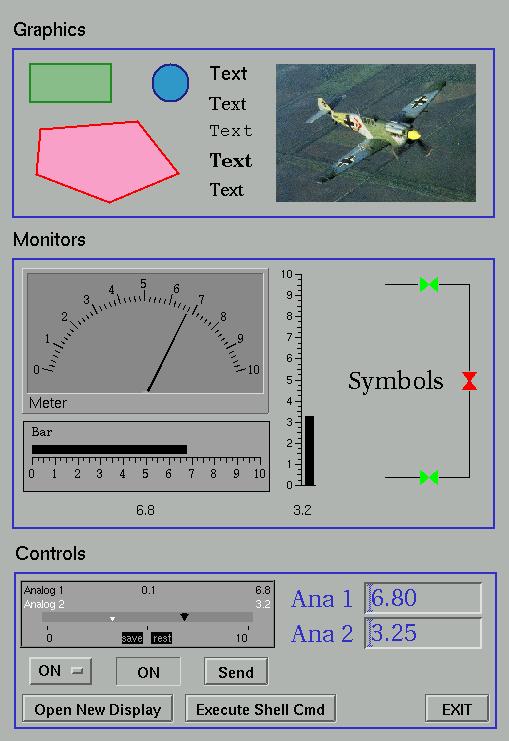 Graphics
Text
Text
Text
Text
Text
Monitors
0 1 2 3 4 5 6 7 8 9 10
Meter
Bar
0 1 2 3 4 5 6 7 8 9 10
6.8
10
9
8
7
6
5
4
3
2
1
0
3.2
Symbols
Controls
Analog 1 0.1 6.8
Analog 2 3.2
0 save rest 10
Ana 1 6.80
Ana 2 3.25
ON ON Send
Open New Display Execute Shell Cmd EXIT